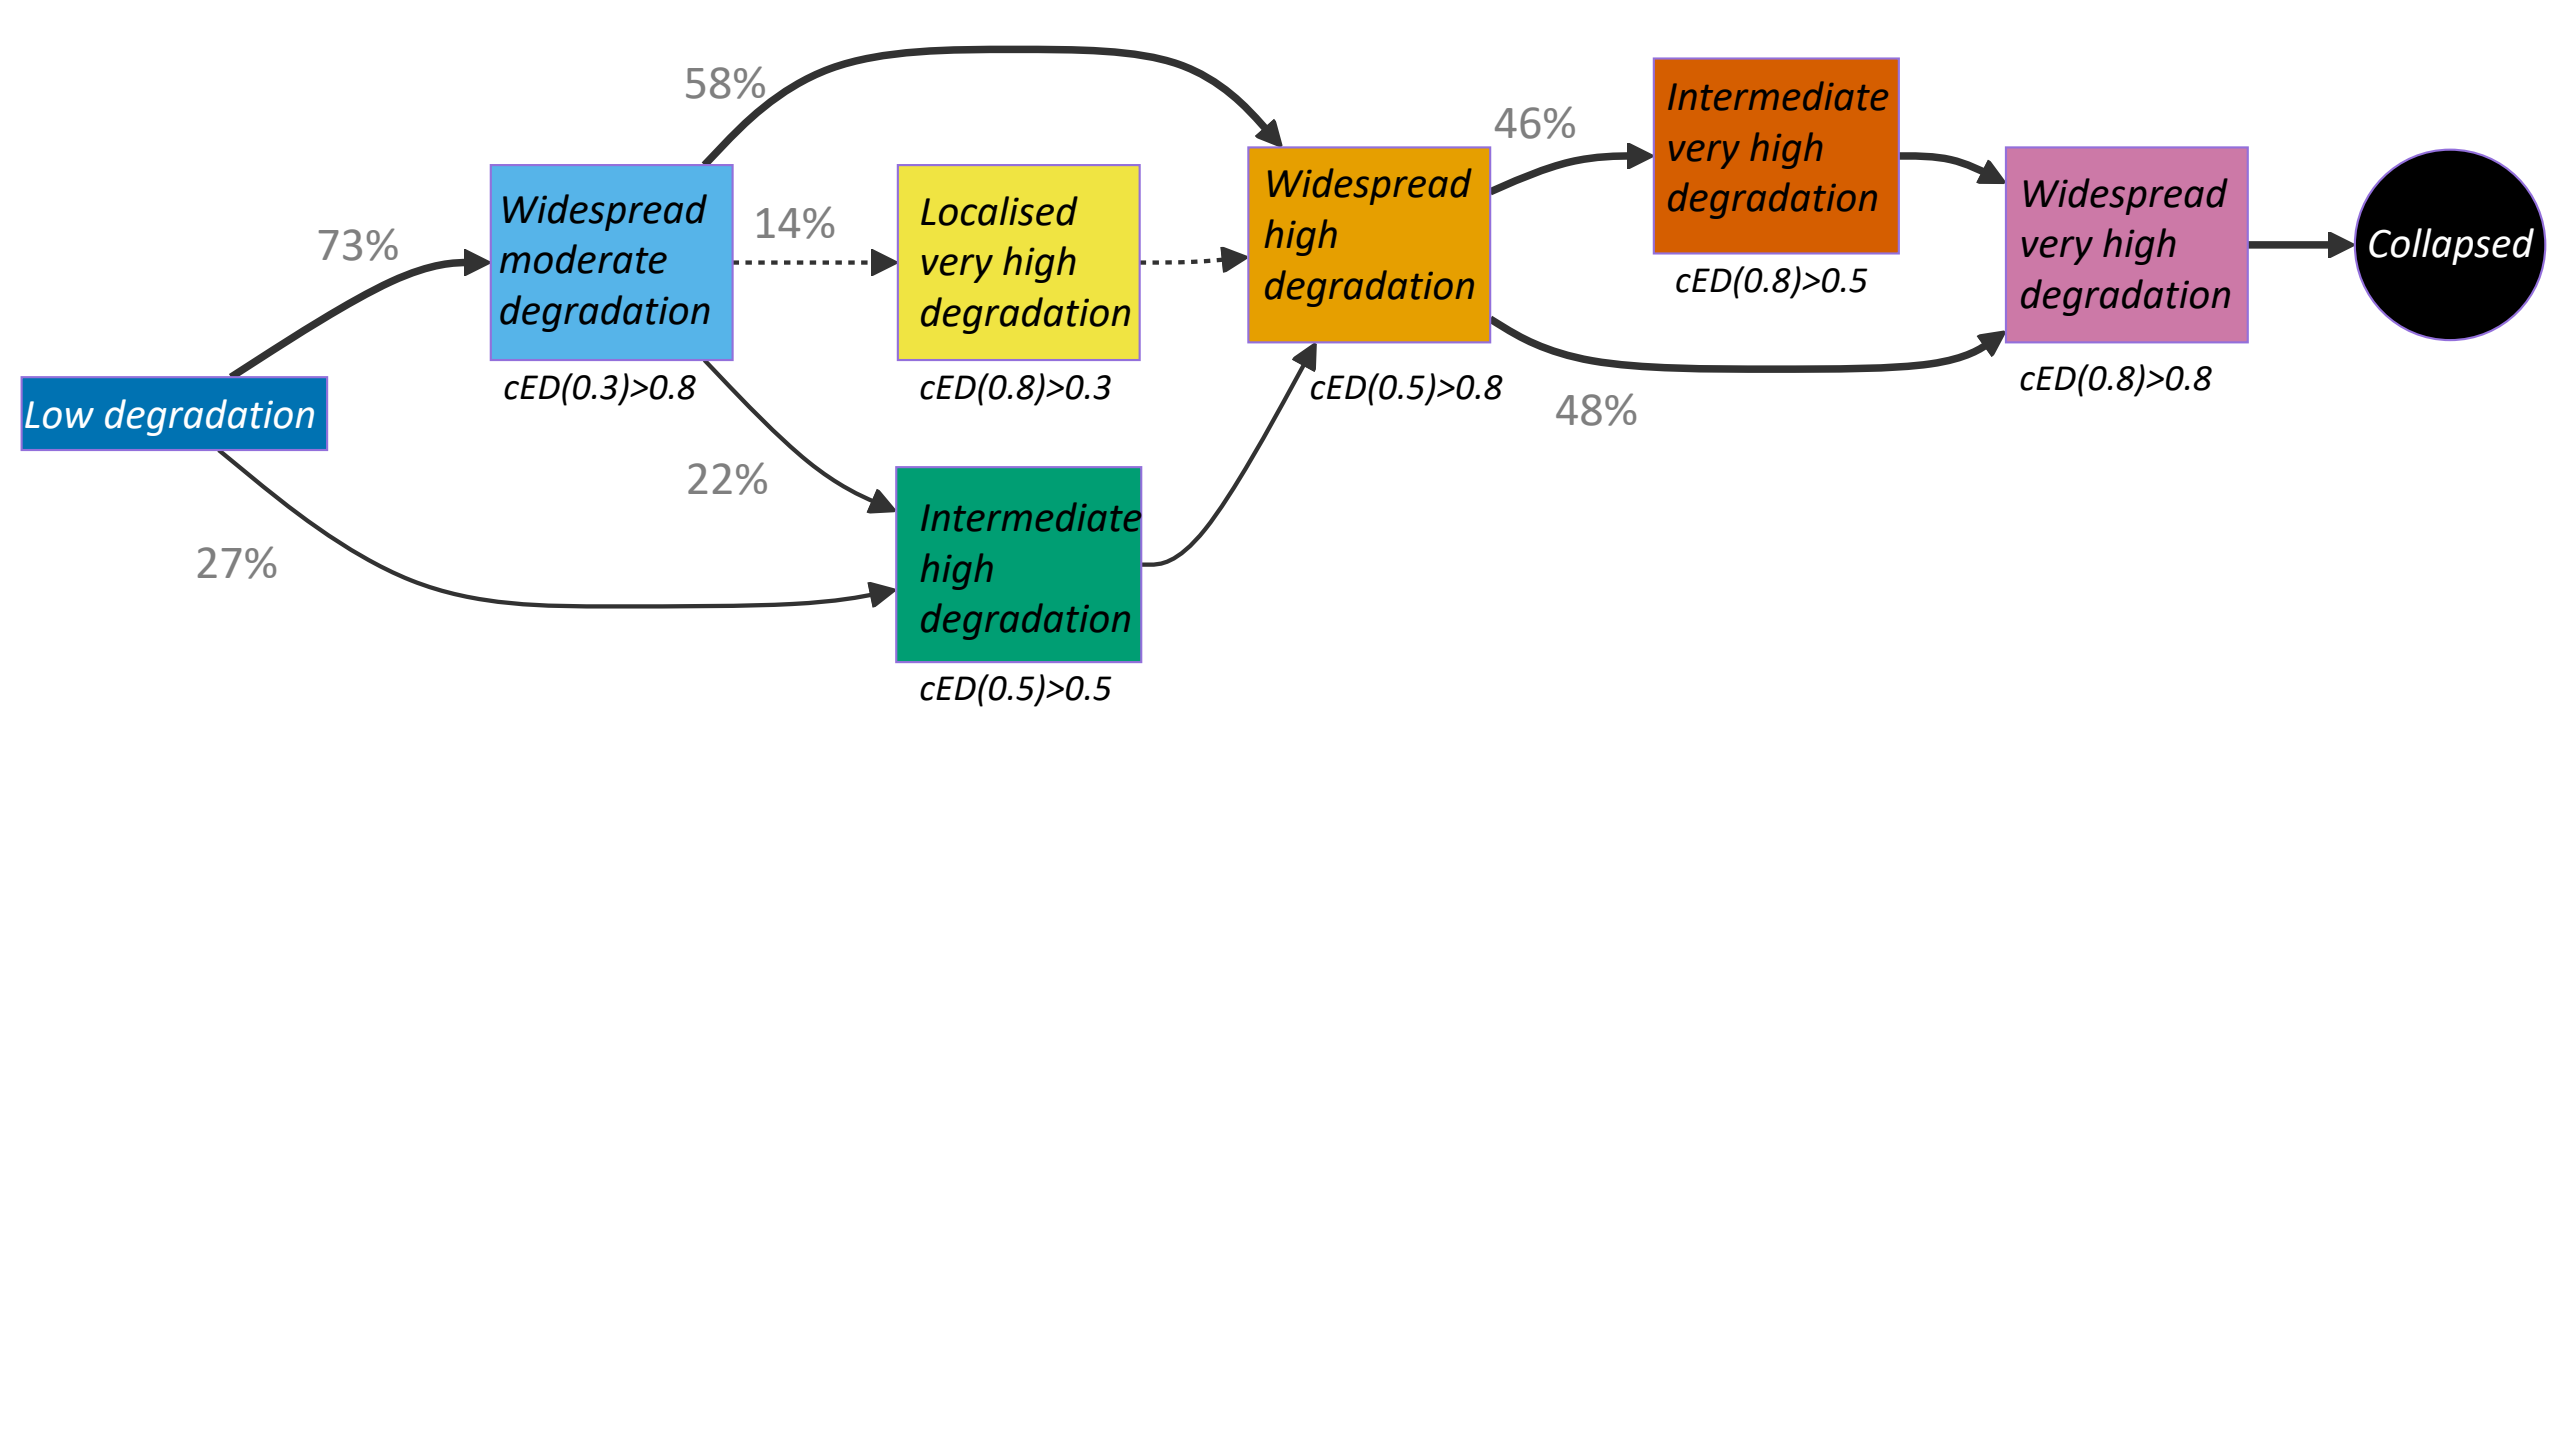 58%
46%
Intermediate
very high
degradation
cED(0.8)>0.5
73%
Widespread
moderate
degradation
cED(0.3)>0.8
14%
Localised
very high
degradation
cED(0.8)>0.3
Widespread
high
degradation
cED(0.5)>0.8
Widespread
very high
degradation
cED(0.8)>0.8
Collapsed
Low degradation
48%
22%
27%
Intermediate
high
degradation
cED(0.5)>0.5